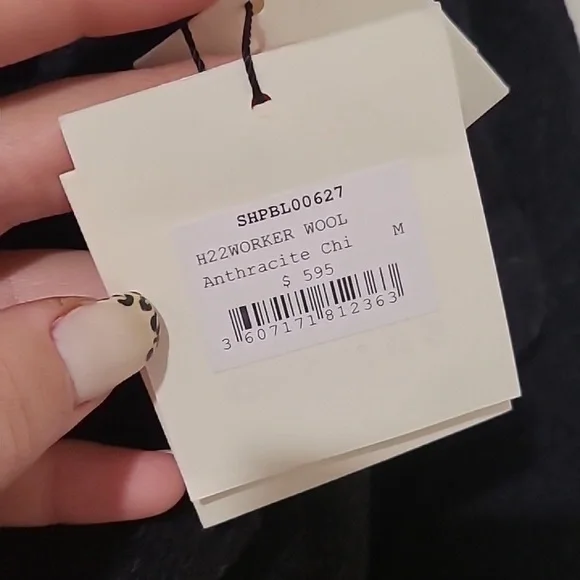 SHPBL00627
H22WORKER WOOL
Anthracite Chi M
$ 595
3 607171 812363